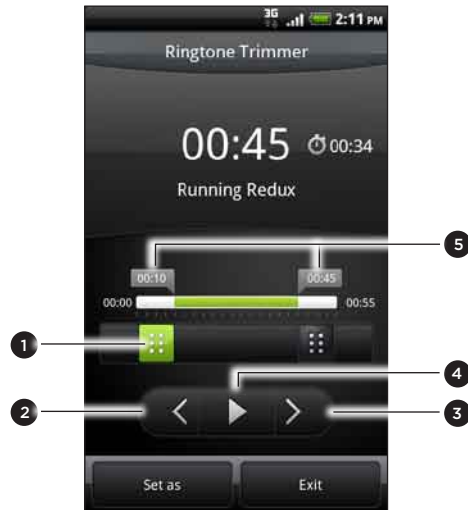 3G 2:11 PM
Ringtone Trimmer
00:45 00:34
Running Redux
5
00:10 00:45
00:00 00:55
1
4
2 3
Set as Exit